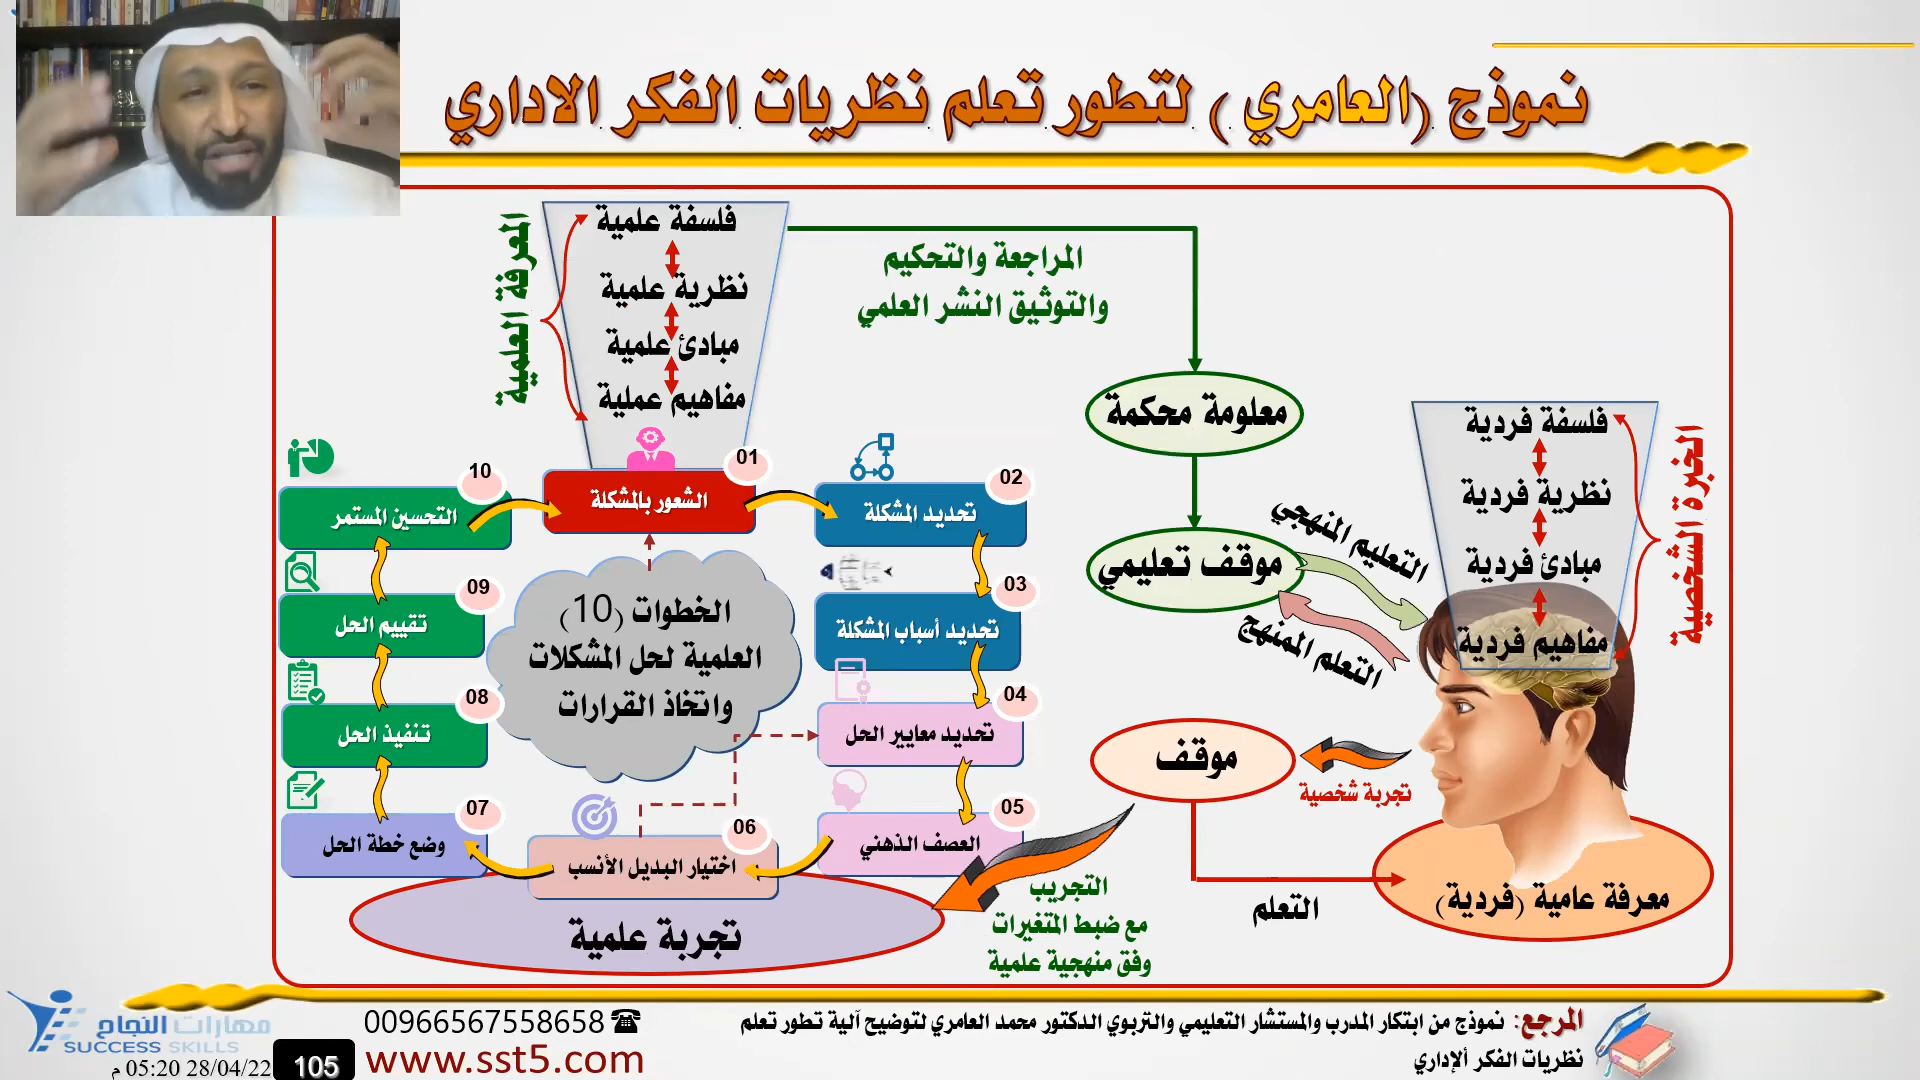 نموذج (العامري ) لتطور تعلم نظريات الفكر الاداري
المعرفة العلمية
فلسفة علمية
نظرية علمية
مبادئ علمية
مفاهيم عملية
المراجعة والتحكيم
والتوثيق النشر العلمي
معلومة محكمة
موقف تعليمي
التعليم المنهجي
التعلم الممنهج
الخبرة الشخصية
فلسفة فردية
نظرية فردية
مبادئ فردية
مفاهيم فردية
موقف
تجربة شخصية
التعلم
معرفة عامية (فردية)
01
الشعور بالمشكلة
02
تحديد المشكلة
03
تحديد أسباب المشكلة
04
تحديد معايير الحل
05
العصف الذهني
06
اختيار البديل الأنسب
07
وضع خطة الحل
08
تنفيذ الحل
09
تقييم الحل
10
التحسين المستمر
الخطوات (10)
العلمية لحل المشكلات
واتخاذ القرارات
تجربة علمية
التجريب
مع ضبط المتغيرات
وفق منهجية علمية
المرجع: نموذج من ابتكار المدرب والمستشار التعليمي والتربوي الدكتور محمد العامري لتوضيح آلية تطور تعلم
نظريات الفكر ألإداري
00966567558658
www.sst5.com
مهارات النجاح
SUCCESS SKILLS
28/04/22 05:20 م
105